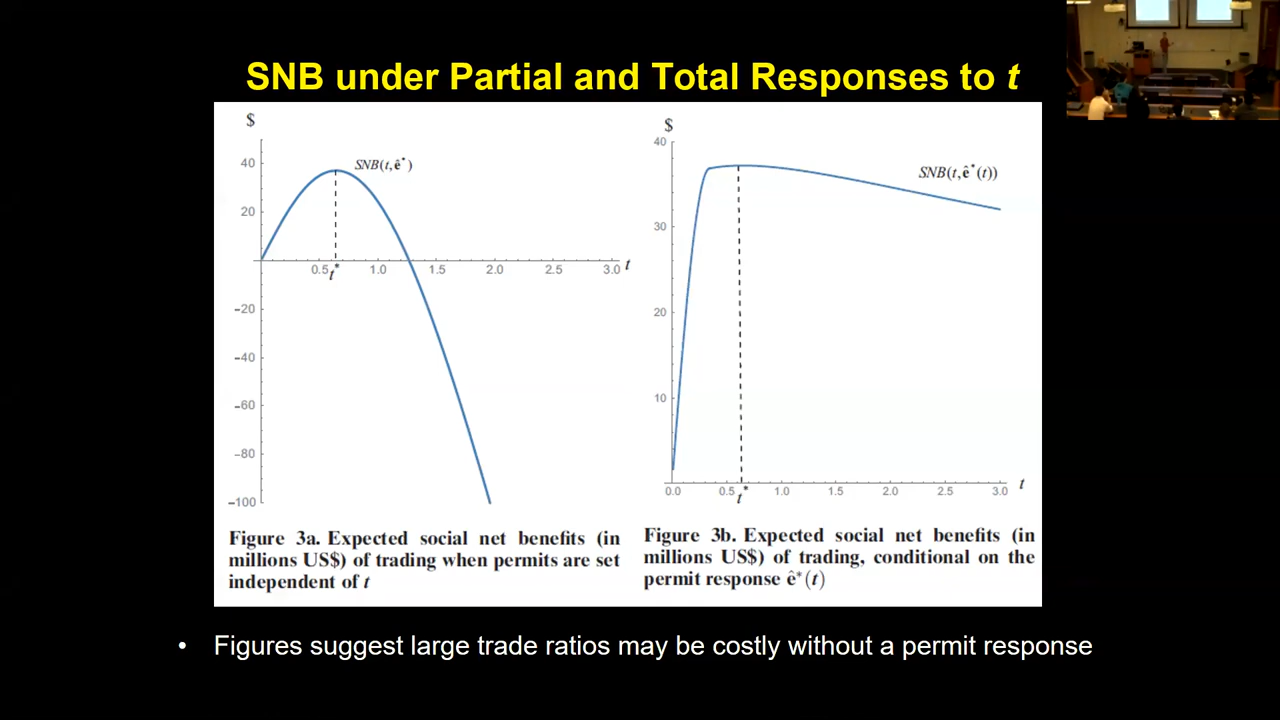 SNB under Partial and Total Responses to t
$
40
20
-20
-40
-60
-80
-100
0.5
1.0
1.5
2.0
2.5
3.0
t
t*
SNB(t,ê*)
Figure 3a. Expected social net benefits (in
millions US$) of trading when permits are set
independent of t
$
40
30
20
10
0.0
0.5
1.0
1.5
2.0
2.5
3.0
t
t*
SNB(t,ê*(t))
Figure 3b. Expected social net benefits (in
millions US$) of trading, conditional on the
permit response ê*(t)
• Figures suggest large trade ratios may be costly without a permit response